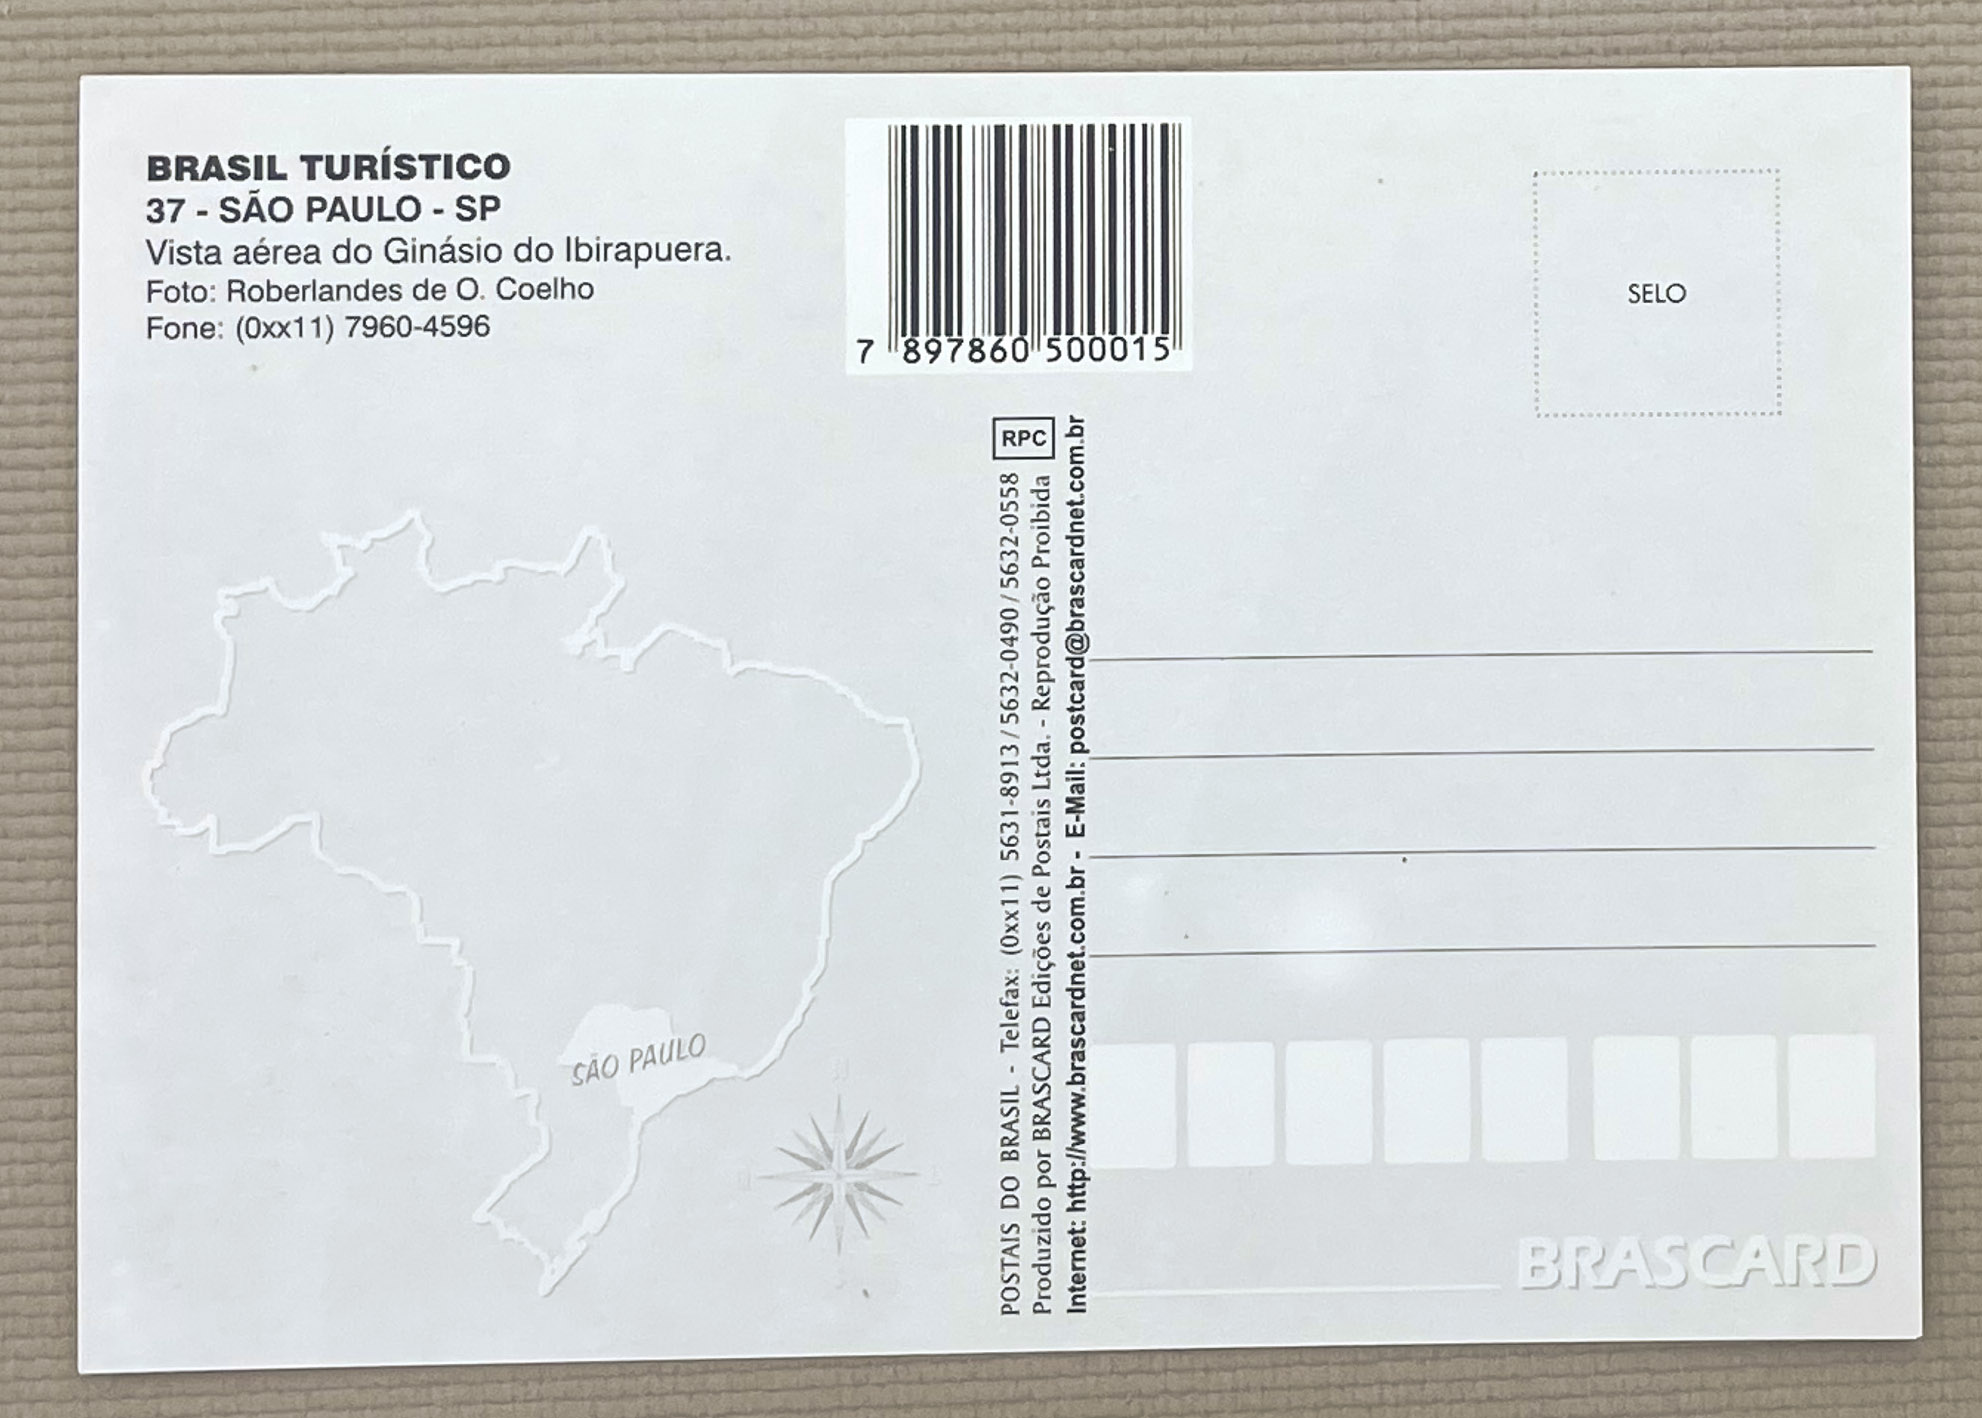 BRASIL TURÍSTICO
37 - SÃO PAULO - SP
Vista aérea do Ginásio do Ibirapuera.
Foto: Roberlandes de O. Coelho
Fone: (0xx11) 7960-4596
7 897860 500015
SELO
RPC
POSTAIS DO BRASIL - Telefax: (0xx11) 5631-8913 / 5632-0490 / 5632-0558
Produzido por BRASCARD Edições de Postais Ltda. - Reprodução Proibida
Internet: http://www.brascardnet.com.br - E-Mail: postcard@brascardnet.com.br
SÃO PAULO
BRASCARD